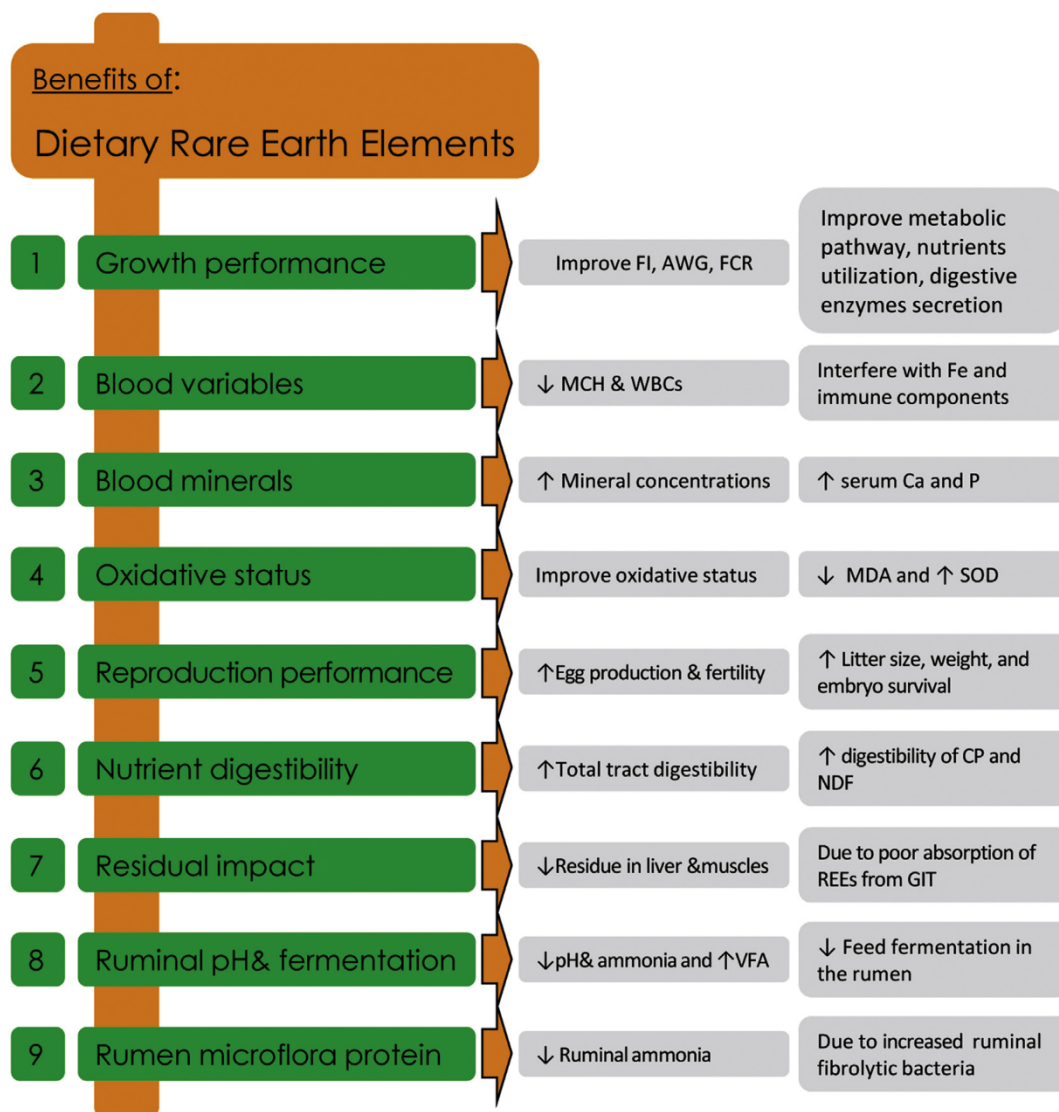 Benefits of:
Dietary Rare Earth Elements
1 Growth performance
Improve FI, AWG, FCR
Improve metabolic
pathway, nutrients
utilization, digestive
enzymes secretion
2 Blood variables
↓ MCH & WBCs
Interfere with Fe and
immune components
3 Blood minerals
↑ Mineral concentrations
↑ serum Ca and P
4 Oxidative status
Improve oxidative status
↓ MDA and ↑ SOD
5 Reproduction performance
↑Egg production & fertility
↑ Litter size, weight, and
embryo survival
6 Nutrient digestibility
↑Total tract digestibility
↑ digestibility of CP and
NDF
7 Residual impact
↓Residue in liver &muscles
Due to poor absorption of
REEs from GIT
8 Ruminal pH& fermentation
↓pH& ammonia and ↑VFA
↓ Feed fermentation in
the rumen
9 Rumen microflora protein
↓ Ruminal ammonia
Due to increased ruminal
fibrolytic bacteria